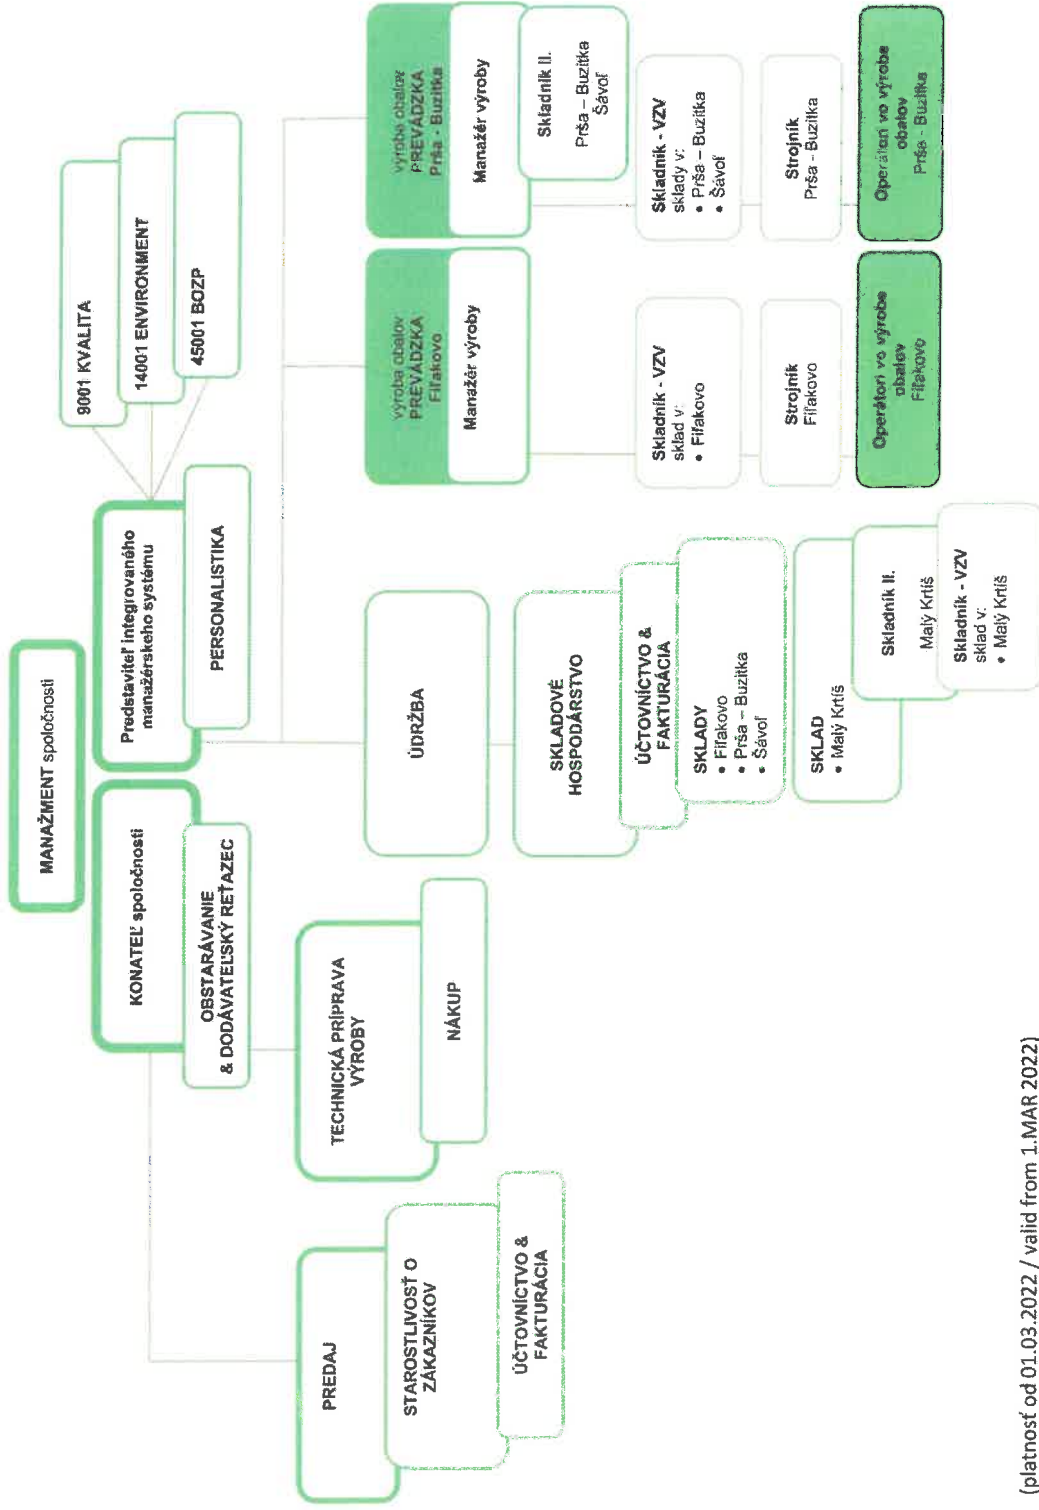 MANAŽMENT spoločnosti
KONATEĽ spoločnosti
OBSTARÁVANIE
& DODÁVATEĽSKÝ REŤAZEC
Predstaviteľ integrovaného
manažérskeho systému
PERSONALISTIKA
9001 KVALITA
14001 ENVIRONMENT
45001 BOZP
PREDAJ
STAROSTLIVOSŤ O
ZÁKAZNÍKOV
ÚČTOVNÍCTVO &
FAKTURÁCIA
TECHNICKÁ PRÍPRAVA
VÝROBY
NÁKUP
ÚDRŽBA
SKLADOVÉ
HOSPODÁRSTVO
ÚČTOVNÍCTVO &
FAKTURÁCIA
SKLADY
• Fiľakovo
• Prša – Buzitka
• Šávoľ
SKLAD
• Malý Krtíš
Skladník II.
Malý Krtíš
Skladník - VZV
sklad v:
• Malý Krtíš
výroba obalov
PREVÁDZKA
Fiľakovo
Manažér výroby
Skladník - VZV
sklad v:
• Fiľakovo
Strojník
Fiľakovo
Operátori vo výrobe
obalov
Fiľakovo
výroba obalov
PREVÁDZKA
Prša - Buzitka
Manažér výroby
Skladník II.
Prša – Buzitka
Šávoľ
Skladník - VZV
sklady v:
• Prša – Buzitka
• Šávoľ
Strojník
Prša - Buzitka
Operátori vo výrobe
obalov
Prša - Buzitka
(platnosť od 01.03.2022 / valid from 1.MAR 2022)